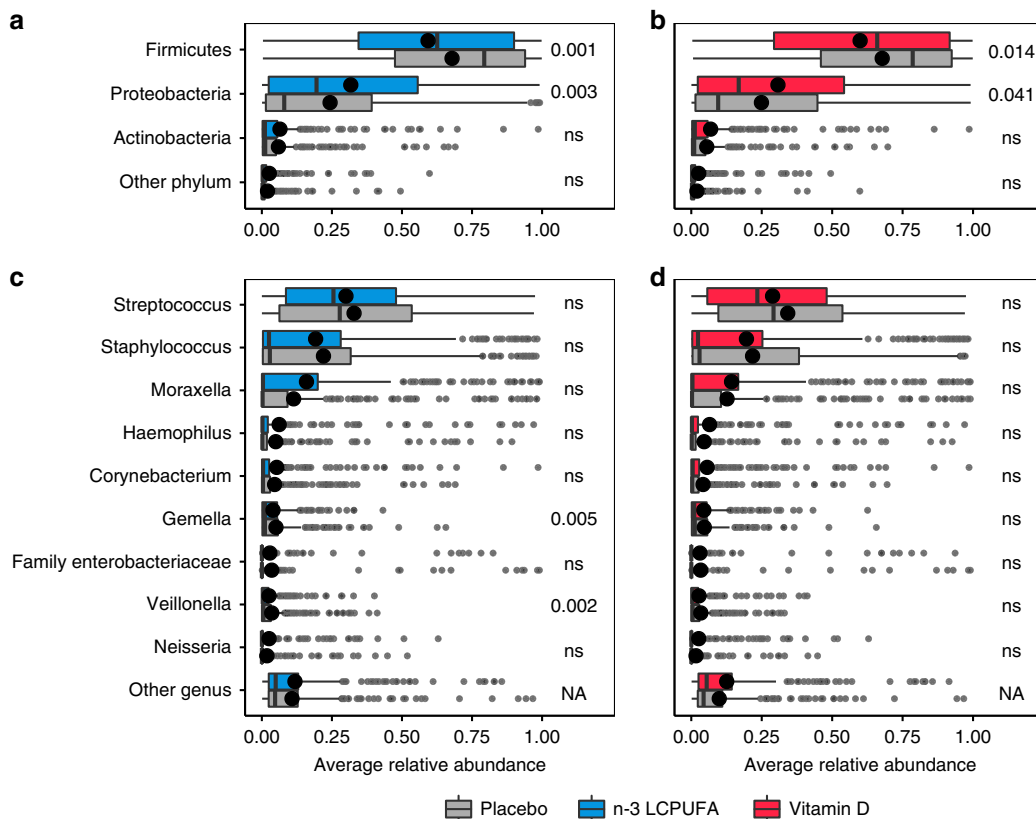 a
b
Firmicutes 0.001 0.014
Proteobacteria 0.003 0.041
Actinobacteria ns ns
Other phylum ns ns
0.00 0.25 0.50 0.75 1.00 0.00 0.25 0.50 0.75 1.00
c
d
Streptococcus ns ns
Staphylococcus ns ns
Moraxella ns ns
Haemophilus ns ns
Corynebacterium ns ns
Gemella 0.005 ns
Family enterobacteriaceae ns ns
Veillonella 0.002 ns
Neisseria ns ns
Other genus NA NA
0.00 0.25 0.50 0.75 1.00 0.00 0.25 0.50 0.75 1.00
Average relative abundance Average relative abundance
Placebo n-3 LCPUFA Vitamin D